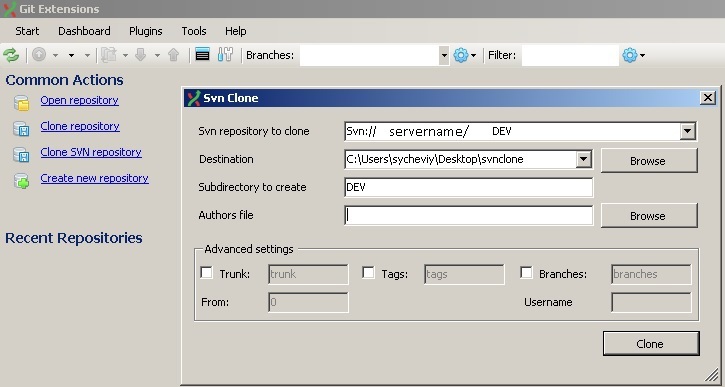 Git Extensions
Start Dashboard Plugins Tools Help
Branches: Filter:
Common Actions
Open repository
Clone repository
Clone SVN repository
Create new repository
Recent Repositories
Svn Clone
Svn repository to clone Svn:// servername/ DEV
Destination C:\Users\sycheviy\Desktop\svnclone Browse
Subdirectory to create DEV
Authors file Browse
Advanced settings
Trunk: trunk Tags: tags Branches: branches
From: 0 Username
Clone